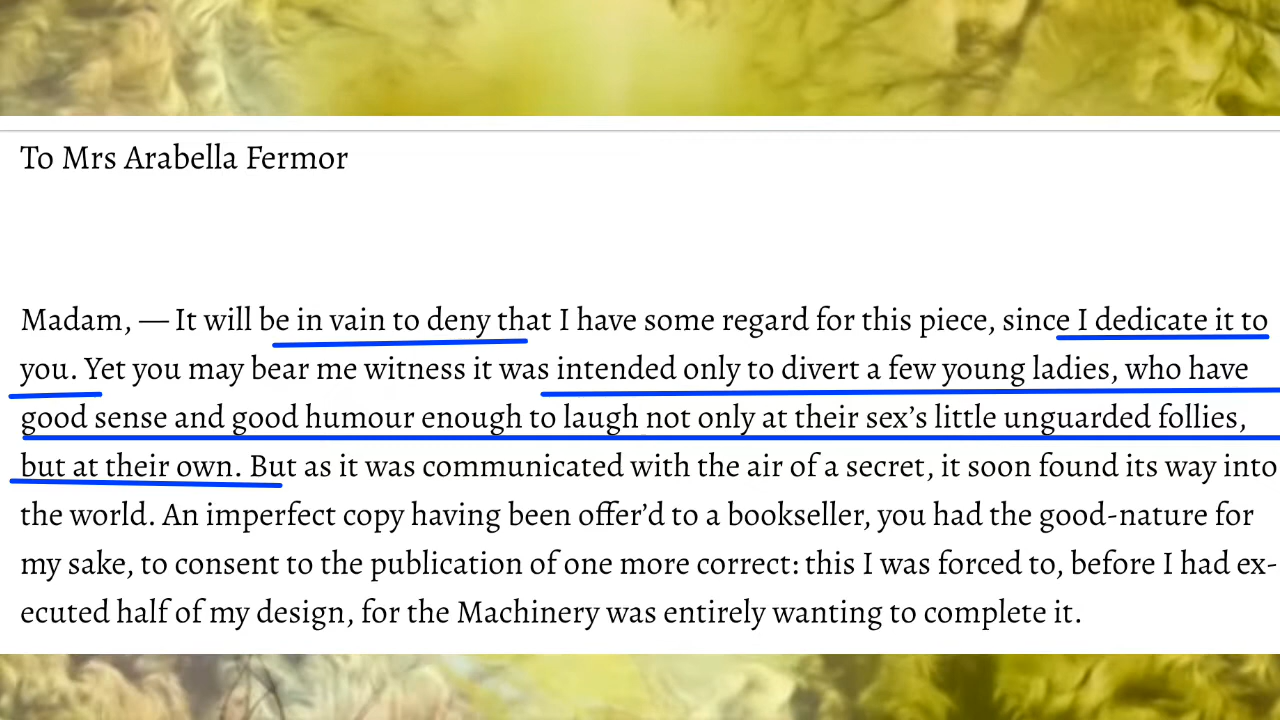 To Mrs Arabella Fermor
Madam, — It will be in vain to deny that I have some regard for this piece, since I dedicate it to
you. Yet you may bear me witness it was intended only to divert a few young ladies, who have
good sense and good humour enough to laugh not only at their sex’s little unguarded follies,
but at their own. But as it was communicated with the air of a secret, it soon found its way into
the world. An imperfect copy having been offer’d to a bookseller, you had the good-nature for
my sake, to consent to the publication of one more correct: this I was forced to, before I had ex-
ecuted half of my design, for the Machinery was entirely wanting to complete it.